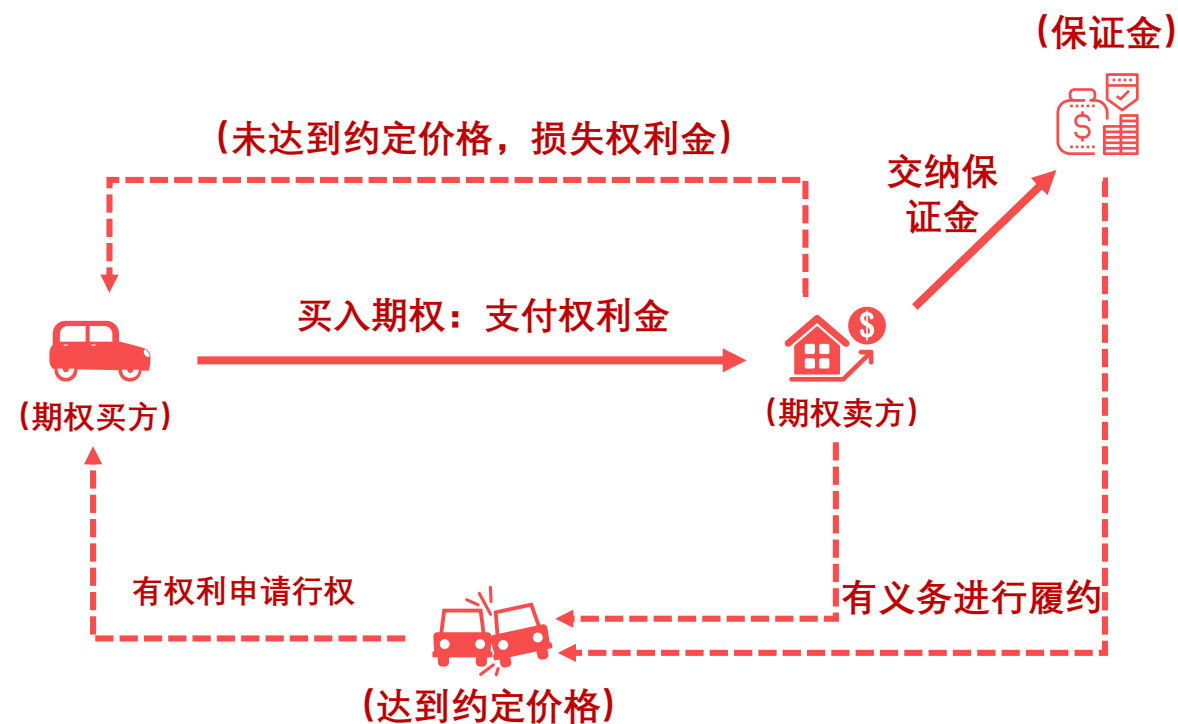 (保证金)
(未达到约定价格，损失权利金)
交纳保
证金
买入期权：支付权利金
(期权买方)
(期权卖方)
有权利申请行权
有义务进行履约
(达到约定价格)